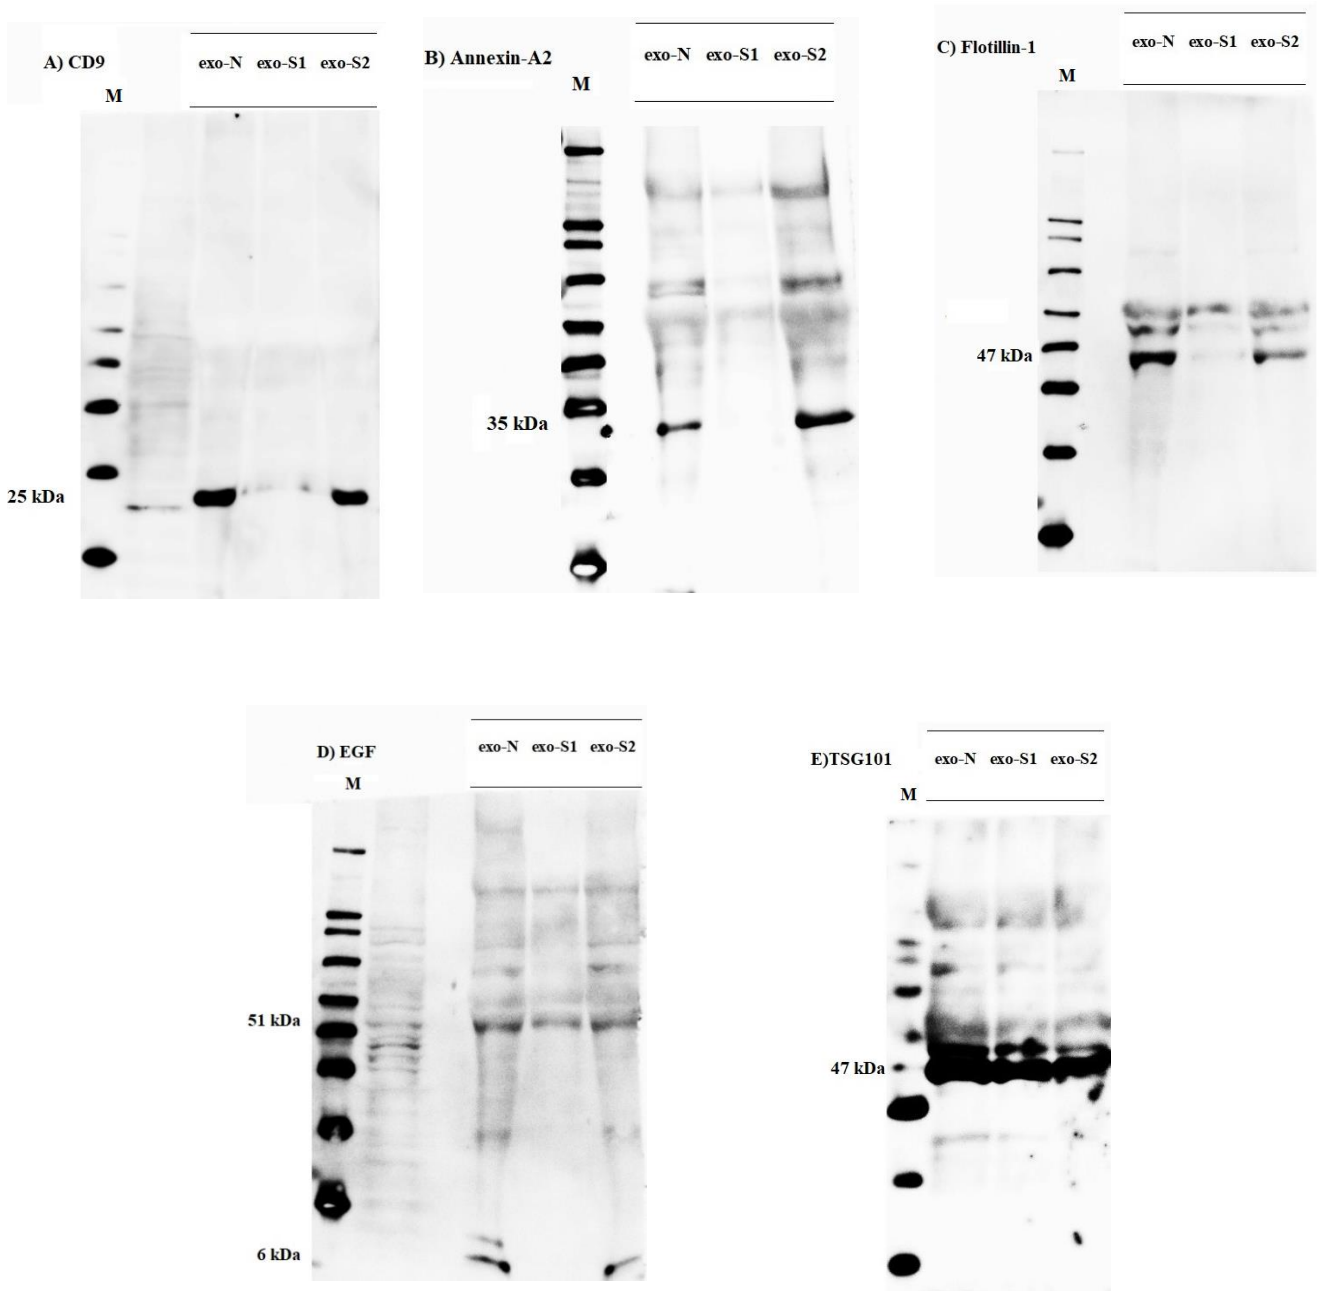 A) CD9
exo-N exo-S1 exo-S2
M
25 kDa
B) Annexin-A2
exo-N exo-S1 exo-S2
M
35 kDa
C) Flotillin-1
exo-N exo-S1 exo-S2
M
47 kDa
D) EGF
exo-N exo-S1 exo-S2
M
51 kDa
6 kDa
E)TSG101
exo-N exo-S1 exo-S2
M
47 kDa